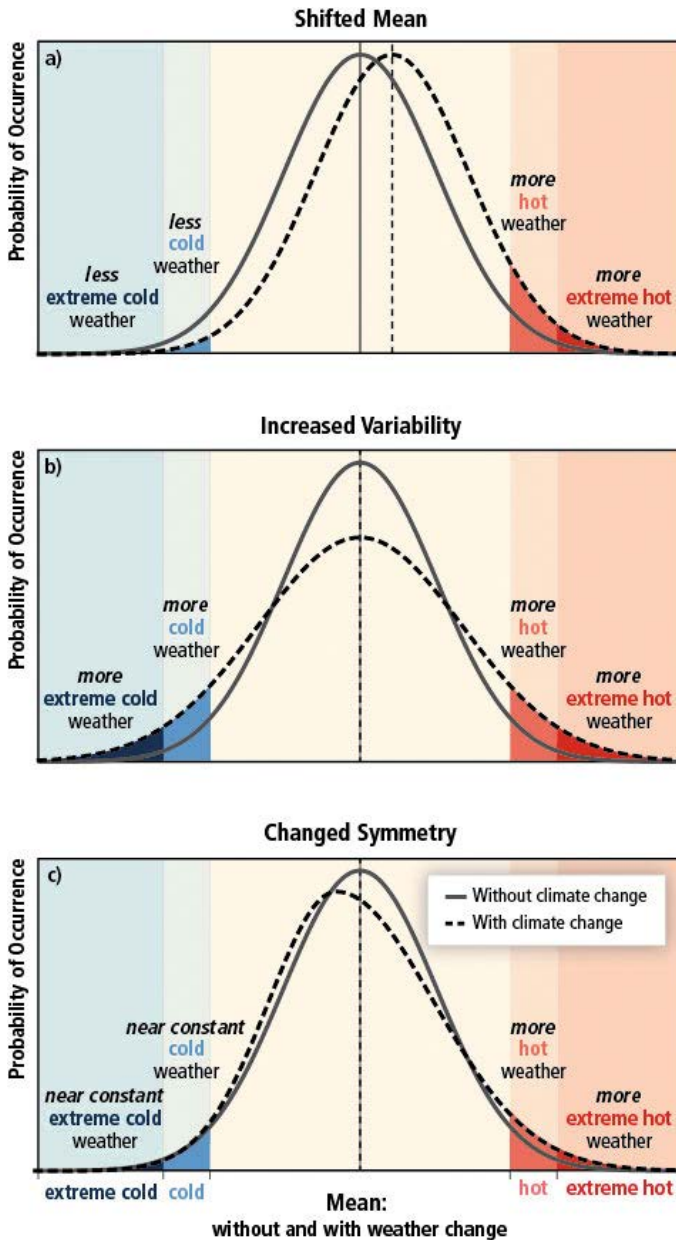 Shifted Mean
a)
Probability of Occurrence
less
cold
weather
less
extreme cold
weather
more
hot
weather
more
extreme hot
weather
Increased Variability
b)
Probability of Occurrence
more
cold
weather
more
extreme cold
weather
more
hot
weather
more
extreme hot
weather
Changed Symmetry
c)
Probability of Occurrence
Without climate change
With climate change
near constant
cold
weather
near constant
extreme cold
weather
more
hot
weather
more
extreme hot
weather
extreme cold
cold
hot
extreme hot
Mean:
without and with weather change